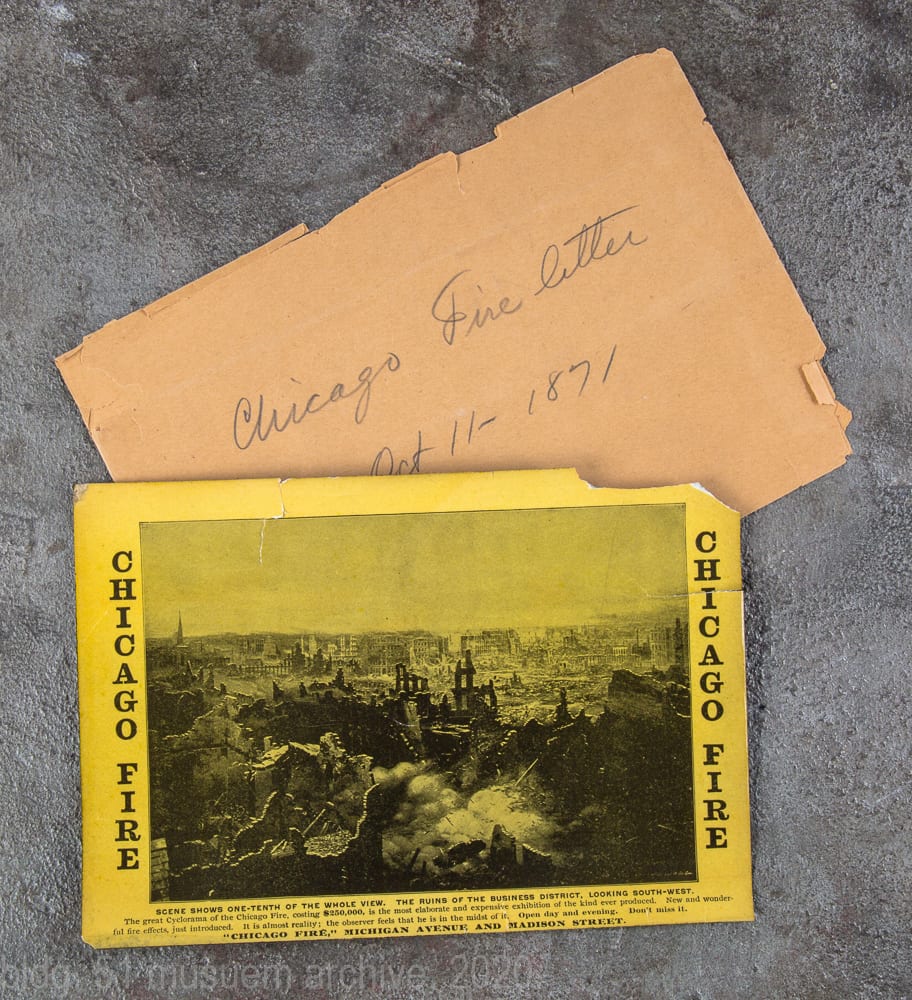 Chicago Fire letter
Oct 11- 1871
CHICAGO FIRE
CHICAGO FIRE
SCENE SHOWS ONE-TENTH OF THE WHOLE VIEW. THE RUINS OF THE BUSINESS DISTRICT, LOOKING SOUTH-WEST.
The great Cyclorama of the Chicago Fire, costing $250,000, is the most elaborate and expensive exhibition of the kind ever produced. New and wonder-
ful fire effects, just introduced. It is almost reality; the observer feels that he is in the midst of it. Open day and evening. Don't miss it.
"CHICAGO FIRE," MICHIGAN AVENUE AND MADISON STREET.
bldg. 51 musuem archive, 2020